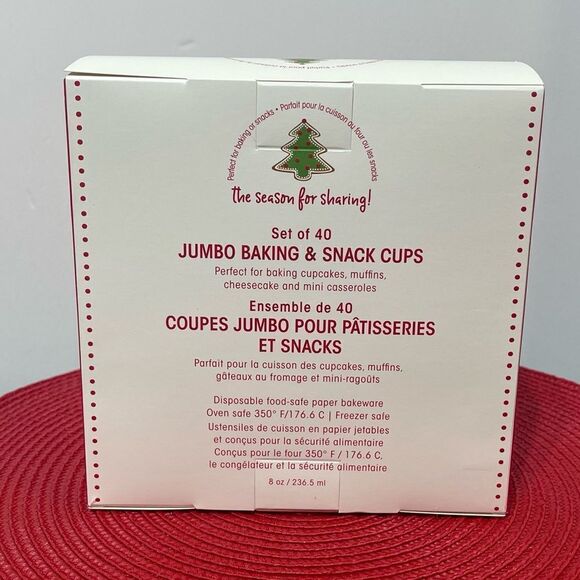 Perfect for baking or snacks • Parfait pour la cuisson au four ou les snacks
the season for sharing!
Set of 40
JUMBO BAKING & SNACK CUPS
Perfect for baking cupcakes, muffins,
cheesecake and mini casseroles
Ensemble de 40
COUPES JUMBO POUR PÂTISSERIES
ET SNACKS
Parfait pour la cuisson des cupcakes, muffins,
gâteaux au fromage et mini-ragoûts
Disposable food-safe paper bakeware
Oven safe 350° F/176.6 C | Freezer safe
Ustensiles de cuisson en papier jetables
et conçus pour la sécurité alimentaire
Conçus pour le four 350° F / 176.6 C,
le congélateur et la sécurité alimentaire
8 oz / 236.5 ml